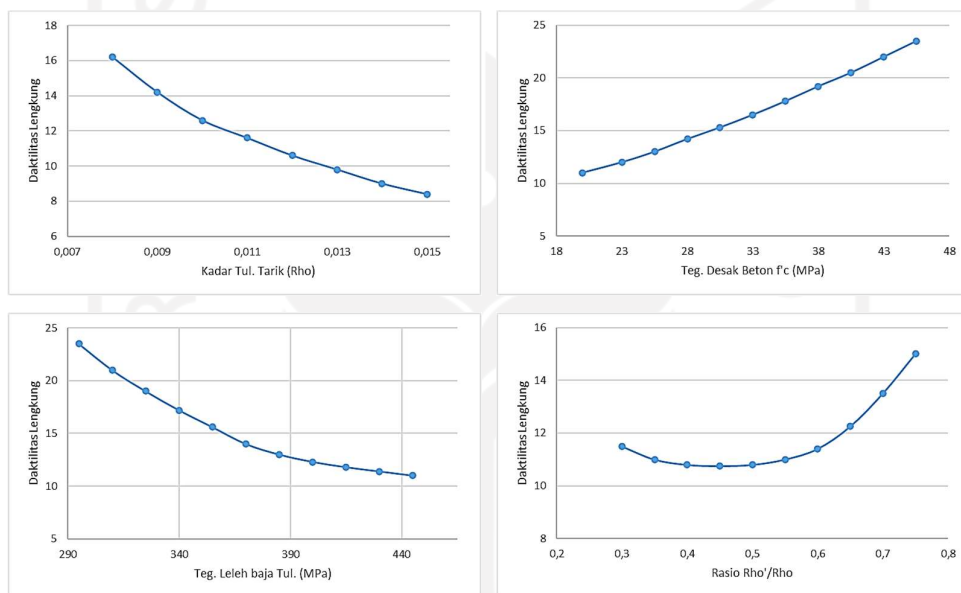 18
16
14
12
10
8
6
Daktilitas Lengkung
0,007 0,009 0,011 0,013 0,015
Kadar Tul. Tarik (Rho)
25
20
15
10
5
Daktilitas Lengkung
18 23 28 33 38 43 48
Teg. Desak Beton f'c (MPa)
25
20
15
10
5
Daktilitas Lengkung
290 340 390 440
Teg. Leleh baja Tul. (MPa)
16
14
12
10
8
Daktilitas Lengkung
0,2 0,3 0,4 0,5 0,6 0,7 0,8
Rasio Rho'/Rho